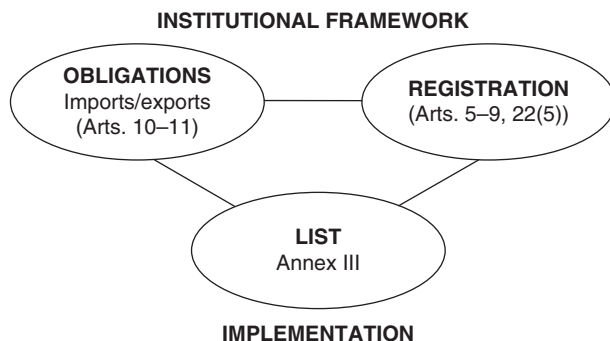 INSTITUTIONAL FRAMEWORK
OBLIGATIONS
Imports/exports
(Arts. 10–11)
REGISTRATION
(Arts. 5–9, 22(5))
LIST
Annex III
IMPLEMENTATION